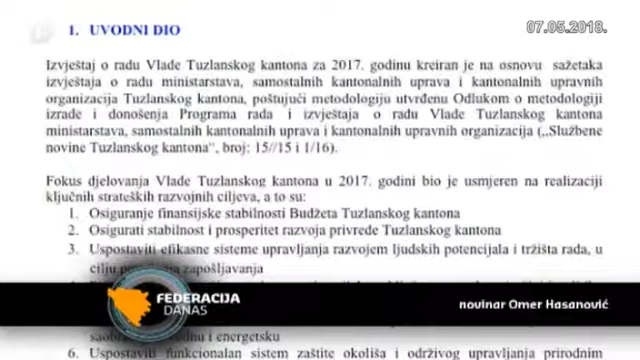 07.05.2018.
1. UVODNI DIO
Izvještaj o radu Vlade Tuzlanskog kantona za 2017. godinu kreiran je na osnovu sažetaka
izvještaja o radu ministarstava, samostalnih kantonalnih uprava i kantonalnih upravnih
organizacija Tuzlanskog kantona, poštujući metodologiju utvrđenu Odlukom o metodologiji
izrade i donošenja Programa rada i izvještaja o radu Vlade Tuzlanskog kantona
ministarstava, samostalnih kantonalnih uprava i kantonalnih upravnih organizacija („Službene
novine Tuzlanskog kantona“, broj: 15//15 i 1/16).
Fokus djelovanja Vlade Tuzlanskog kantona u 2017. godini bio je usmjeren na realizaciji
ključnih strateških razvojnih ciljeva, a to su:
1. Osiguranje finansijske stabilnosti Budžeta Tuzlanskog kantona
2. Osigurati stabilnost i prosperitet razvoja privrede Tuzlanskog kantona
3. Uspostaviti efikasne sisteme upravljanja razvojem ljudskih potencijala i tržišta rada, u
cilju zapošljavanja
FEDERACIJA
DANAS
novinar Omer Hasanović
i energetsku
6. Uspostaviti funkcionalan sistem zaštite okoliša i održivog upravljanja prirodnim